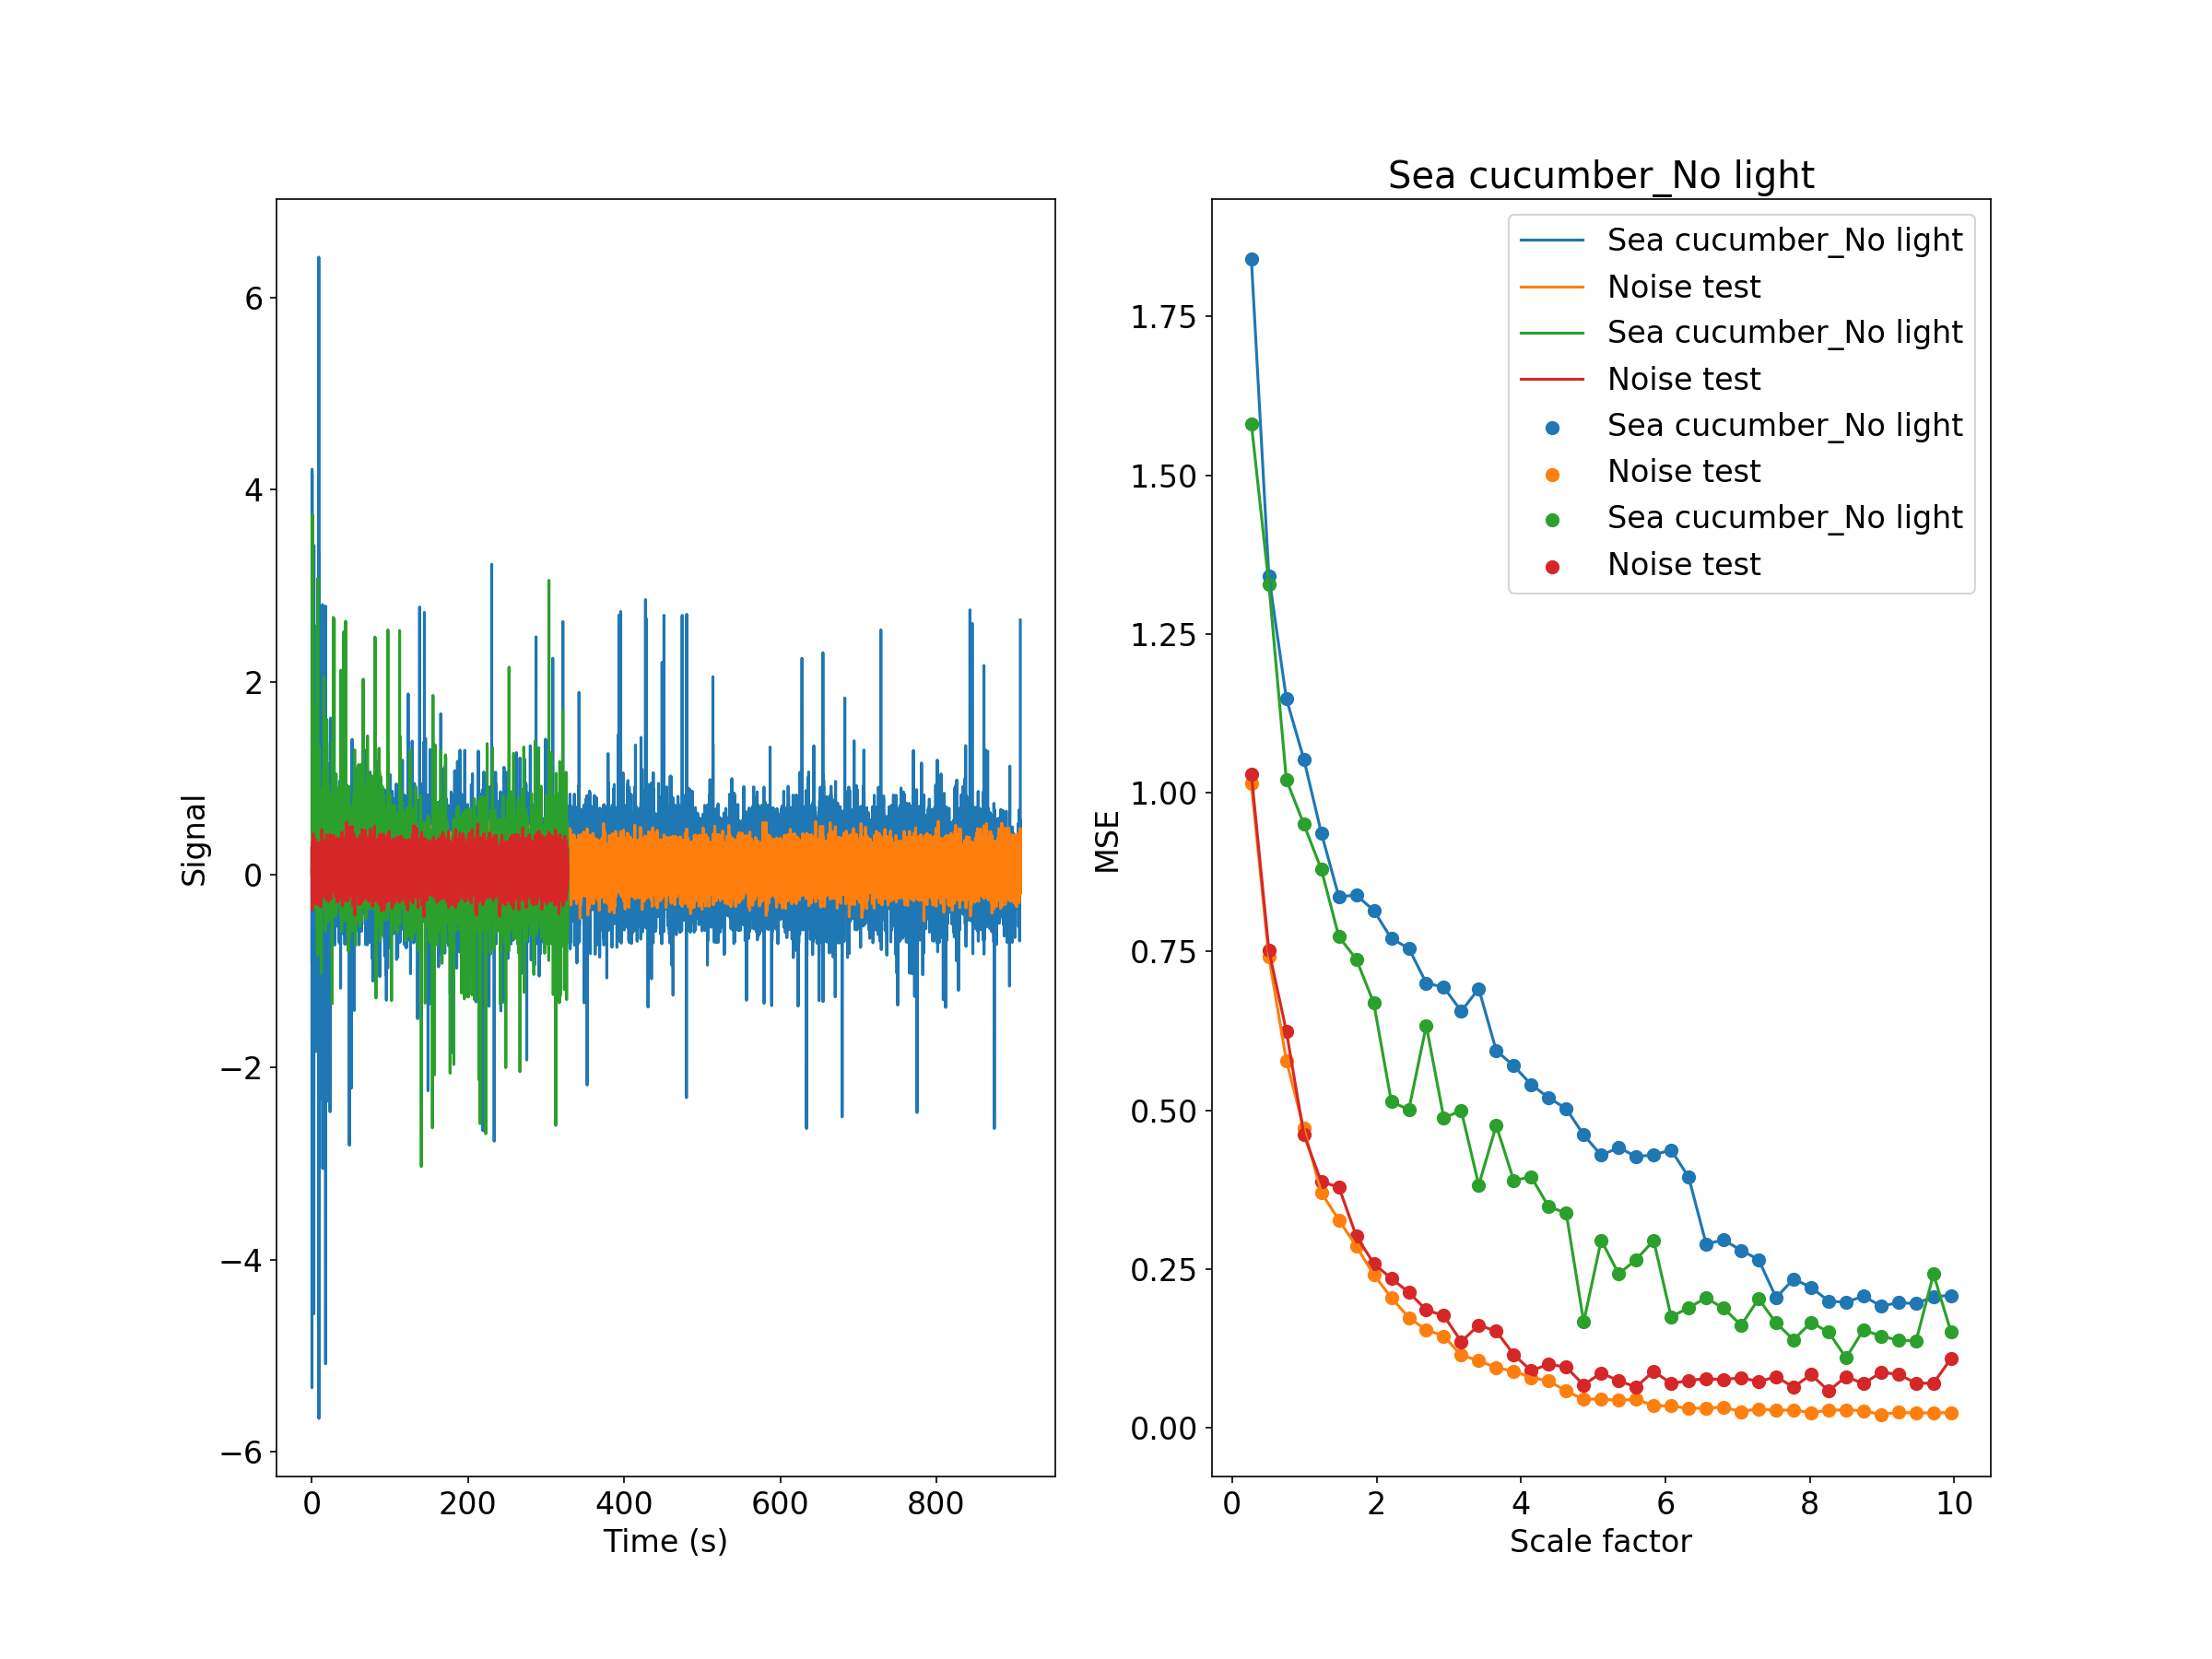 Sea cucumber_No light
6
4
2
0
−2
−4
−6
Signal
0
200
400
600
800
Time (s)
1.75
1.50
1.25
1.00
0.75
0.50
0.25
0.00
MSE
Sea cucumber_No light
Noise test
Sea cucumber_No light
Noise test
Sea cucumber_No light
Noise test
Sea cucumber_No light
Noise test
0
2
4
6
8
10
Scale factor